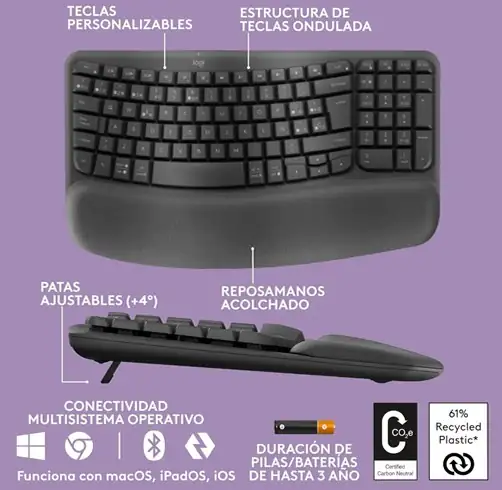 TECLAS
PERSONALIZABLES
ESTRUCTURA DE
TECLAS ONDULADA
logi
PATAS
AJUSTABLES (+4°)
REPOSAMANOS
ACOLCHADO
CONECTIVIDAD
MULTISISTEMA OPERATIVO
Funciona con macOS, iPadOS, iOS
DURACIÓN DE
PILAS/BATERÍAS
DE HASTA 3 AÑO
CO₂e
Certified
Carbon Neutral
61%
Recycled
Plastic*